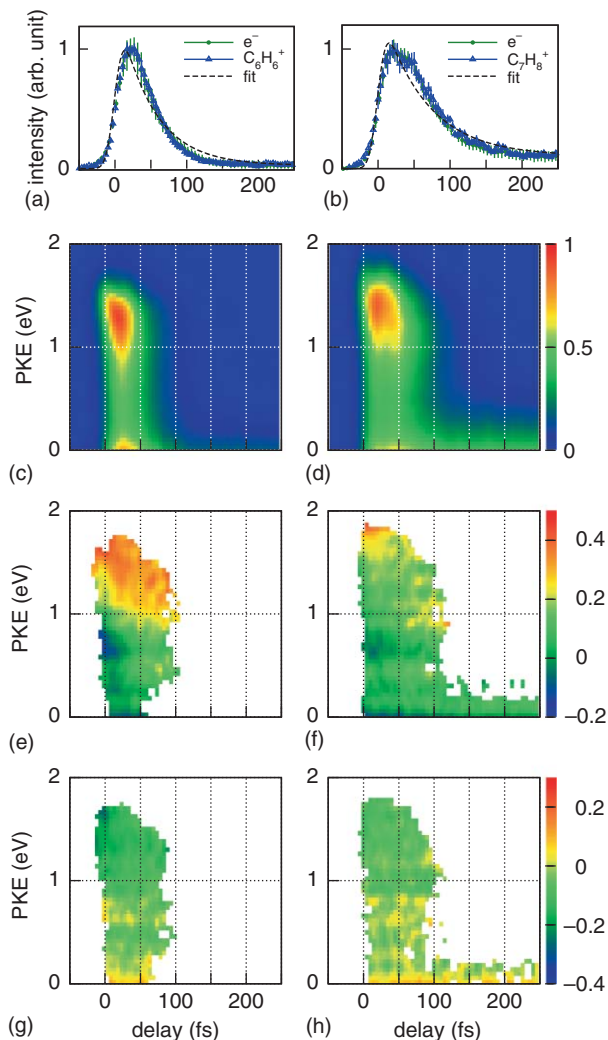 intensity (arb. unit)
1
0
e−
C6H6+
fit
0 100 200
(a)
1
0
e−
C7H8+
fit
0 100 200
(b)
PKE (eV)
2
1
0
(c)
2
1
0
(d)
1
0.5
0
PKE (eV)
2
1
0
(e)
2
1
0
(f)
0.4
0.2
0
−0.2
PKE (eV)
2
1
0
0 100 200
(g) delay (fs)
2
1
0
0 100 200
(h) delay (fs)
0.2
0
−0.2
−0.4